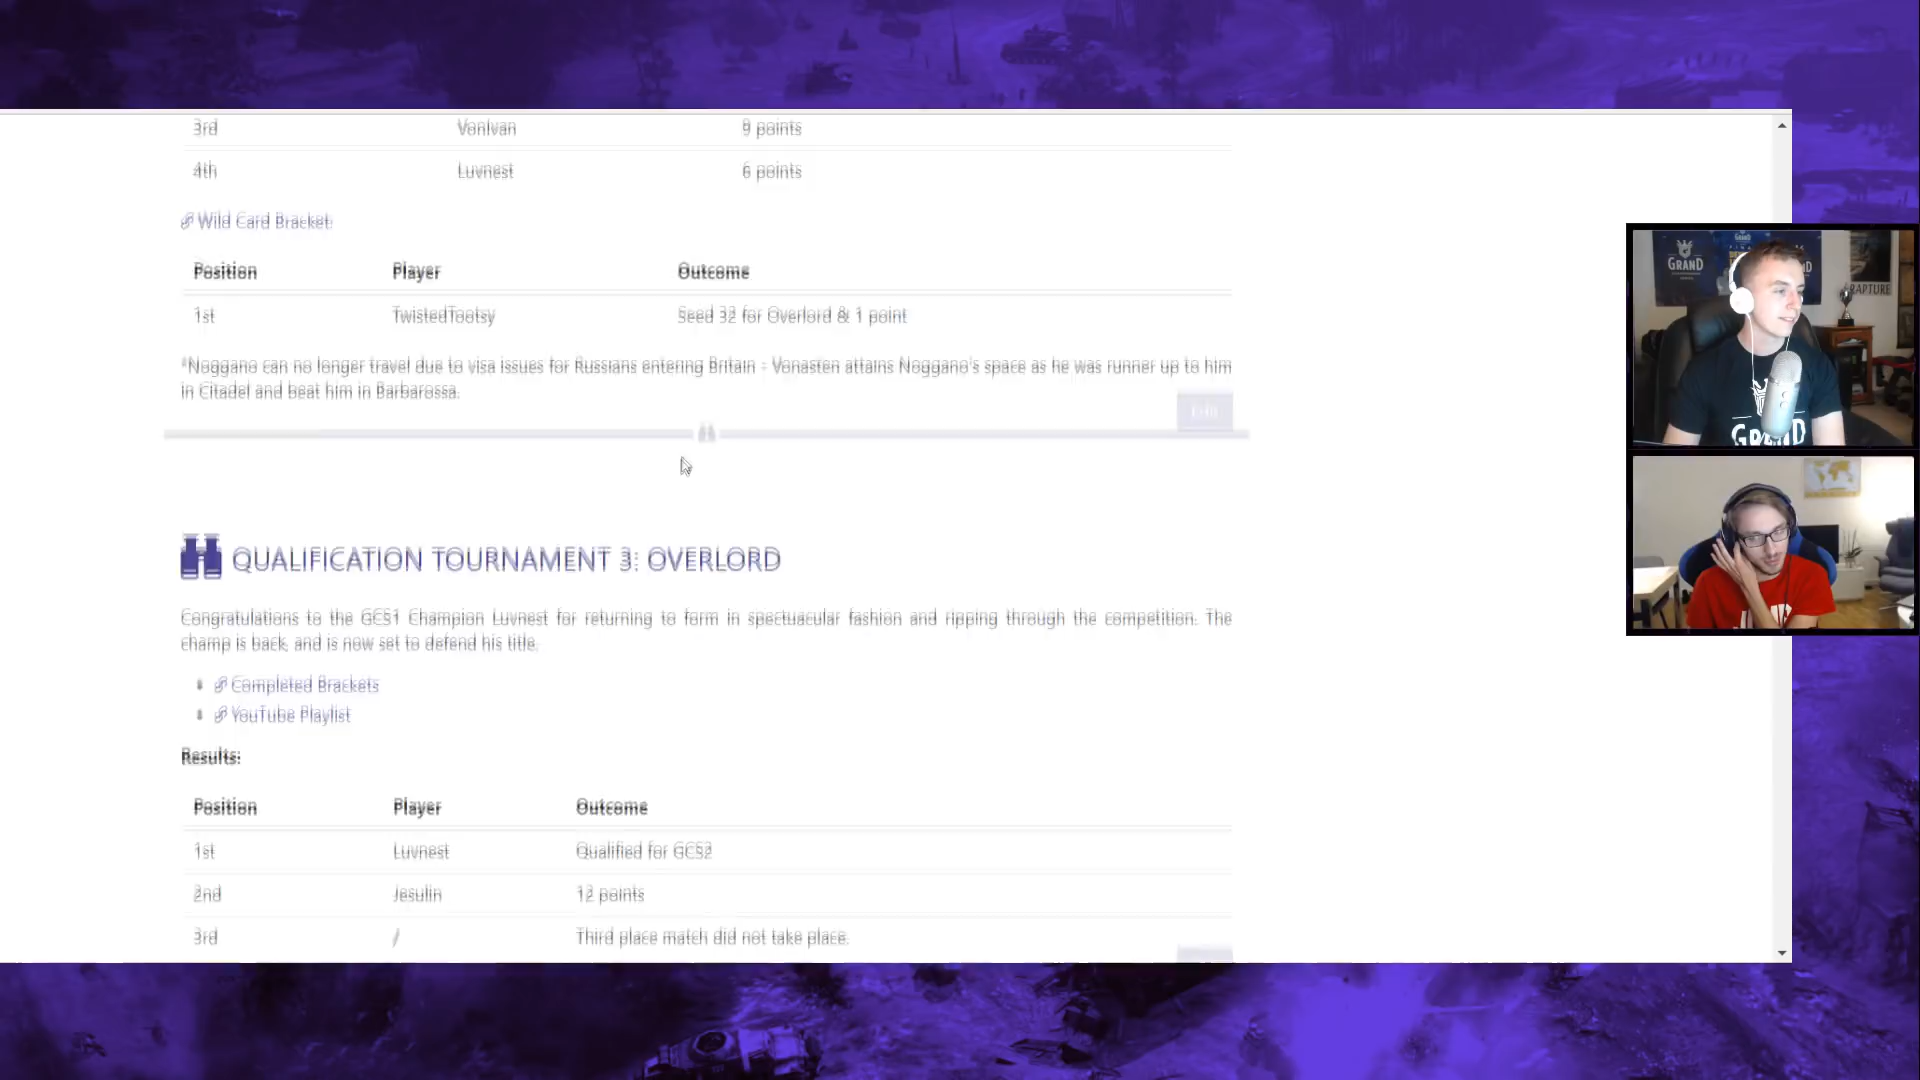 3rd VonIvan 9 points
4th Luvnest 6 points
Wild Card Bracket
Position Player Outcome
1st TwistedTootsy Seed 32 for Overlord & 1 point
*Noggano can no longer travel due to visa issues for Russians entering Britain - Vonasten attains Noggano's space as he was runner up to him
in Citadel and beat him in Barbarossa.
Edit
QUALIFICATION TOURNAMENT 3: OVERLORD
Congratulations to the GCS1 Champion Luvnest for returning to form in spectuacular fashion and ripping through the competition. The
champ is back, and is now set to defend his title.
Completed Brackets
YouTube Playlist
Results:
Position Player Outcome
1st Luvnest Qualified for GCS2
2nd Jesulin 12 points
3rd / Third place match did not take place.
GRAND
RAPTURE
GRAND